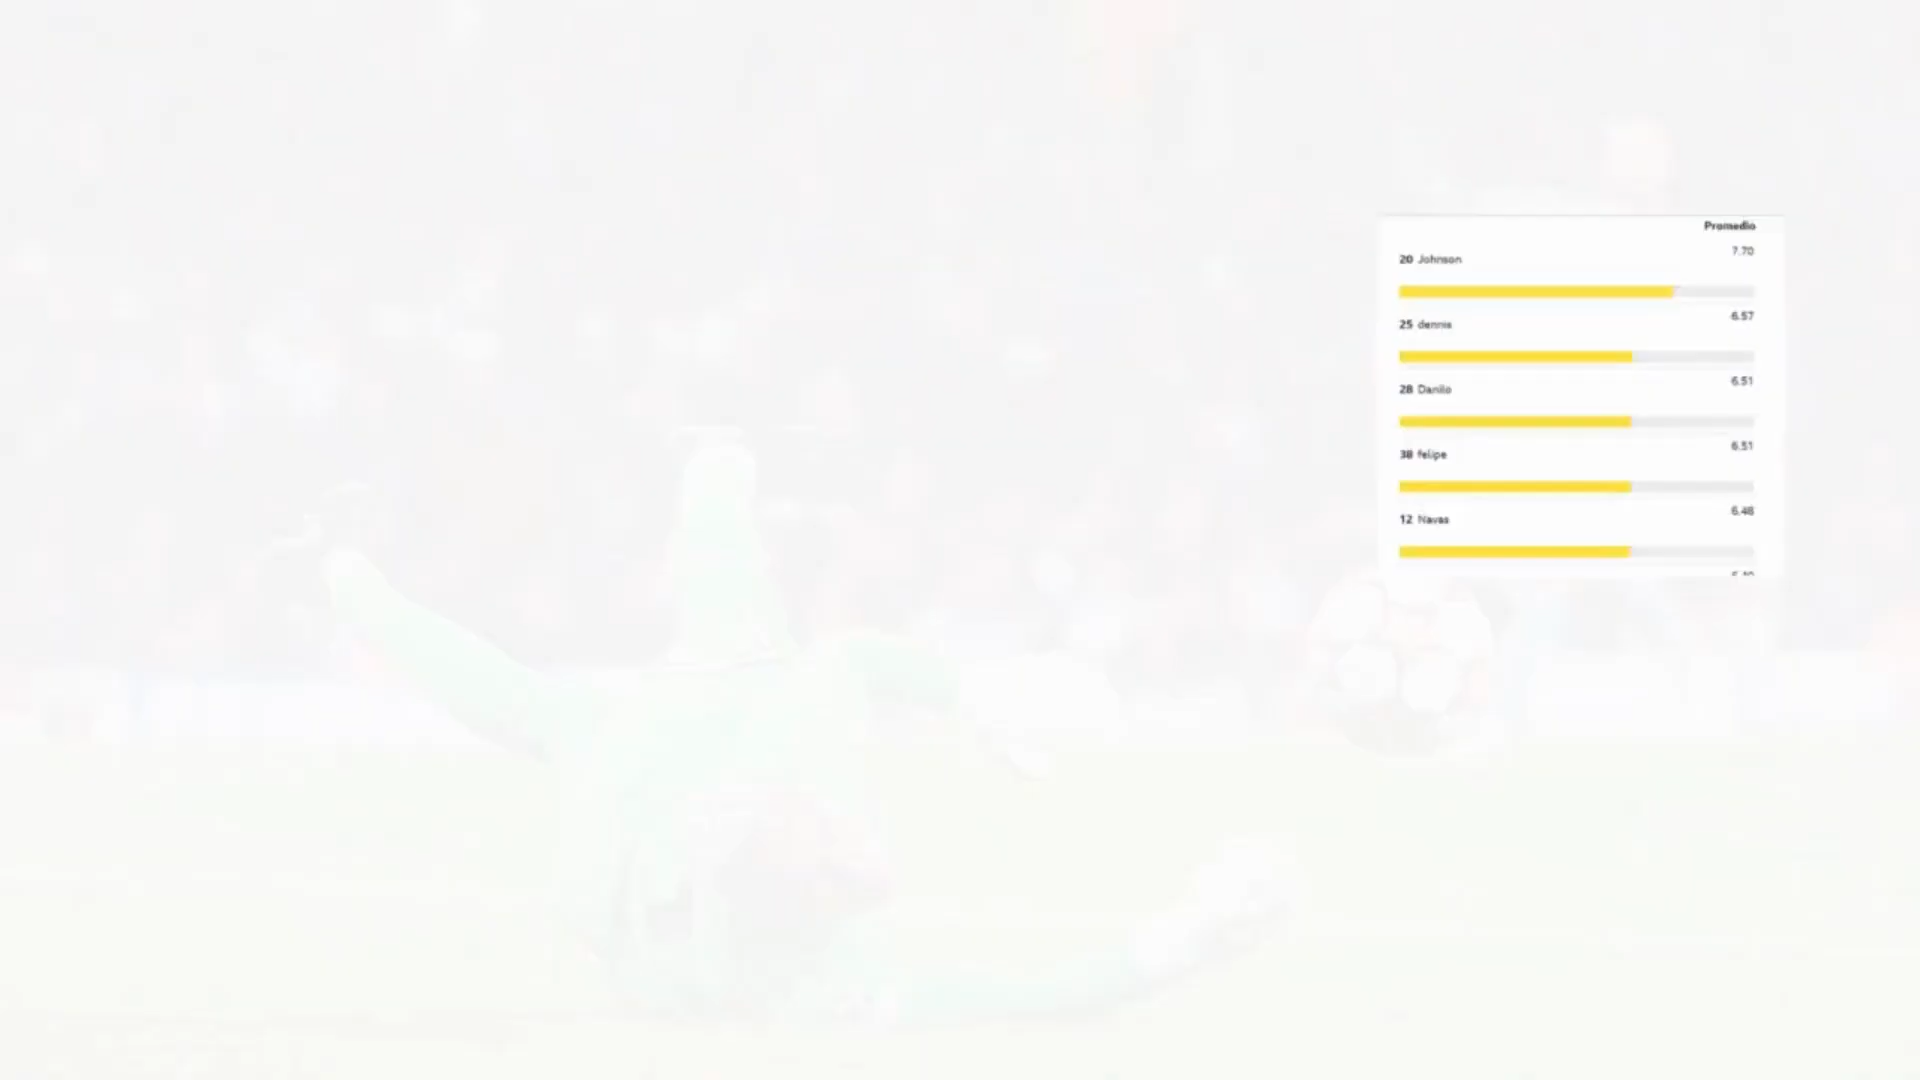 Promedio
7.70
20 Johnson
6.57
25 dennis
6.51
28 Danilo
6.51
38 felipe
6.48
12 Navas